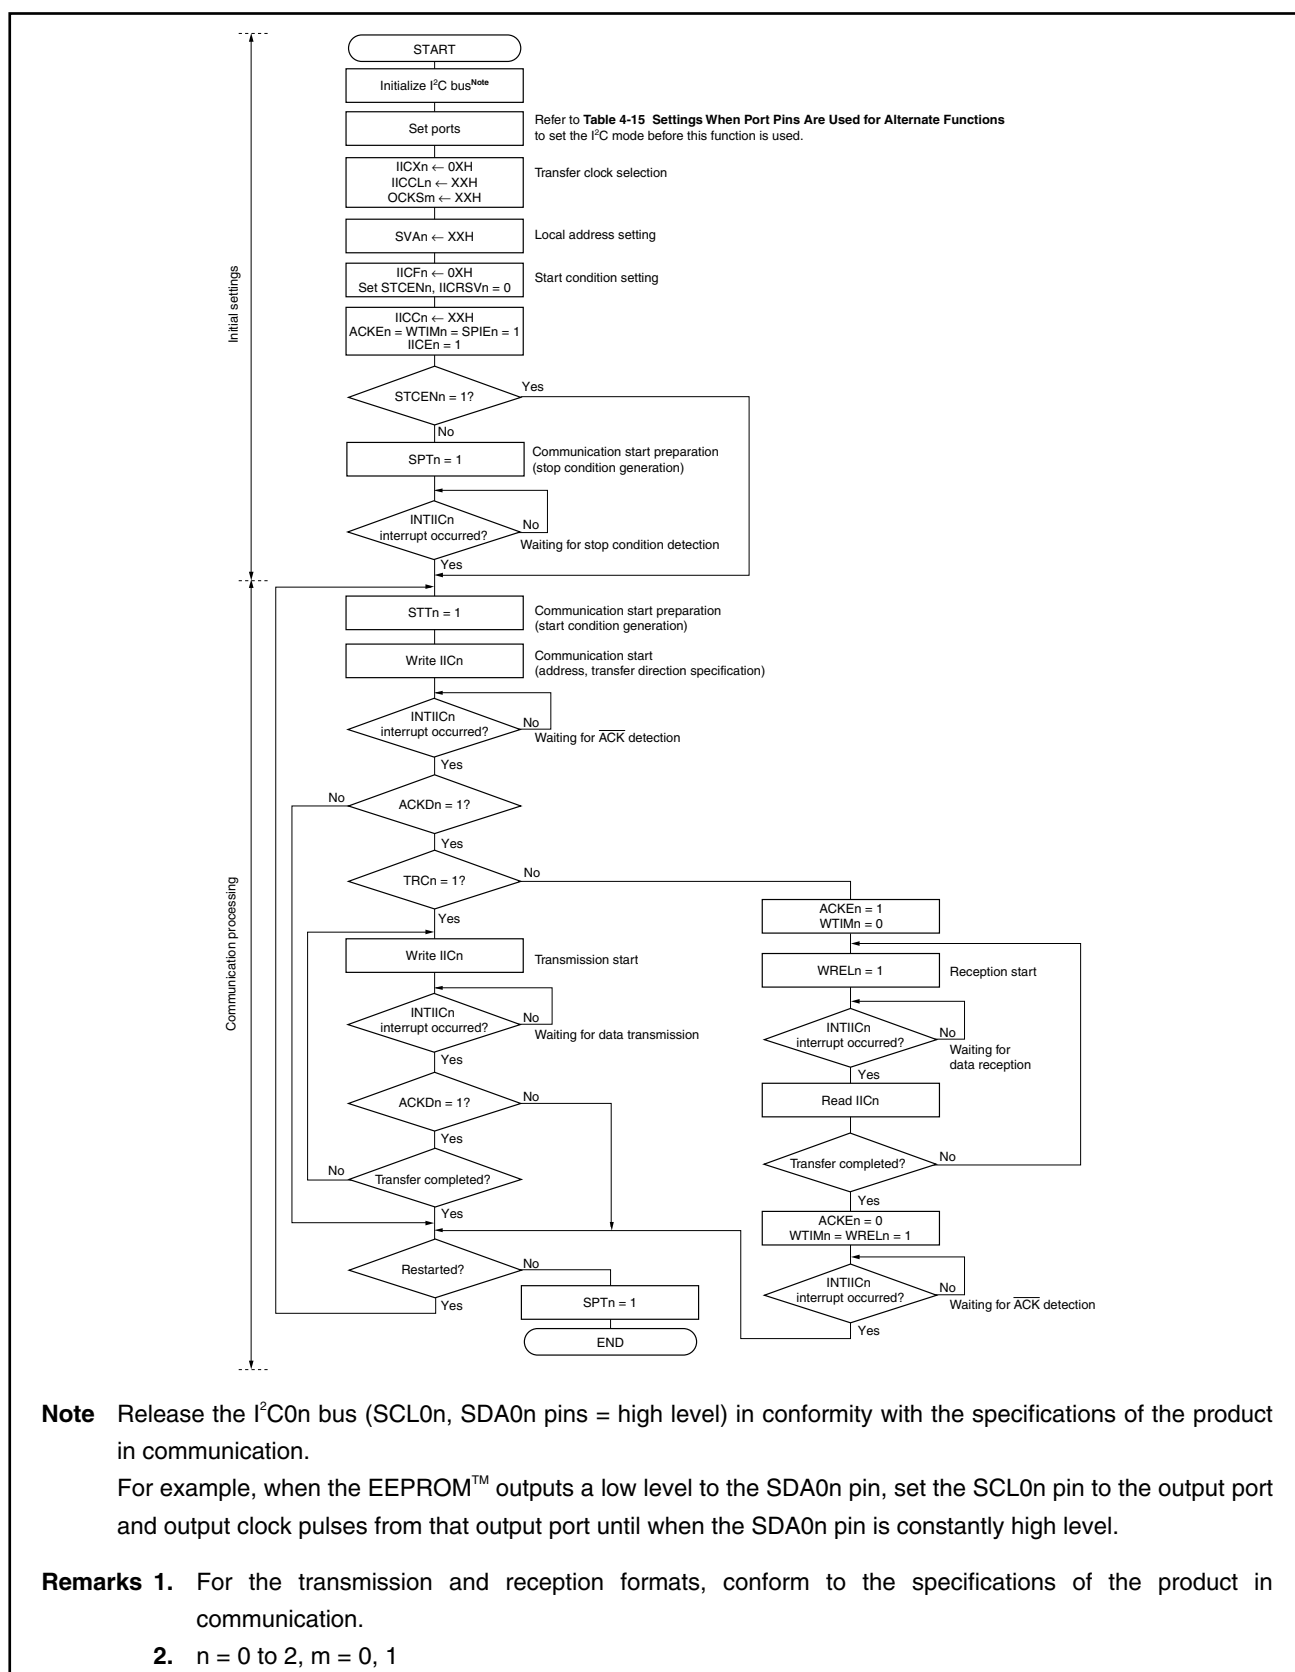 START
Initialize I²C bus Note
Set ports
Refer to Table 4-15 Settings When Port Pins Are Used for Alternate Functions
to set the I²C mode before this function is used.
IICXn ← 0XH
IICCLn ← XXH
OCKSm ← XXH
Transfer clock selection
SVAn ← XXH
Local address setting
IICFn ← 0XH
Set STCENn, IICRSVn = 0
Start condition setting
Initial settings
IICCn ← XXH
ACKEn = WTIMn = SPIEn = 1
IICEn = 1
STCENn = 1?
Yes
No
SPTn = 1
Communication start preparation
(stop condition generation)
INTIICn
interrupt occurred?
No
Waiting for stop condition detection
Yes
STTn = 1
Communication start preparation
(start condition generation)
Write IICn
Communication start
(address, transfer direction specification)
INTIICn
interrupt occurred?
No
Waiting for A̅C̅K̅ detection
Yes
No
ACKDn = 1?
Yes
TRCn = 1?
No
Yes
Communication processing
Write IICn
Transmission start
INTIICn
interrupt occurred?
No
Waiting for data transmission
Yes
ACKDn = 1?
No
Yes
No
Transfer completed?
Yes
Restarted?
No
Yes
SPTn = 1
END
ACKEn = 1
WTIMn = 0
WRELn = 1
Reception start
INTIICn
interrupt occurred?
No
Waiting for
data reception
Yes
Read IICn
Transfer completed?
No
Yes
ACKEn = 0
WTIMn = WRELn = 1
INTIICn
interrupt occurred?
No
Waiting for A̅C̅K̅ detection
Yes
Note Release the I²C0n bus (SCL0n, SDA0n pins = high level) in conformity with the specifications of the product
in communication.
For example, when the EEPROM™ outputs a low level to the SDA0n pin, set the SCL0n pin to the output port
and output clock pulses from that output port until when the SDA0n pin is constantly high level.
Remarks 1. For the transmission and reception formats, conform to the specifications of the product in
communication.
2. n = 0 to 2, m = 0, 1